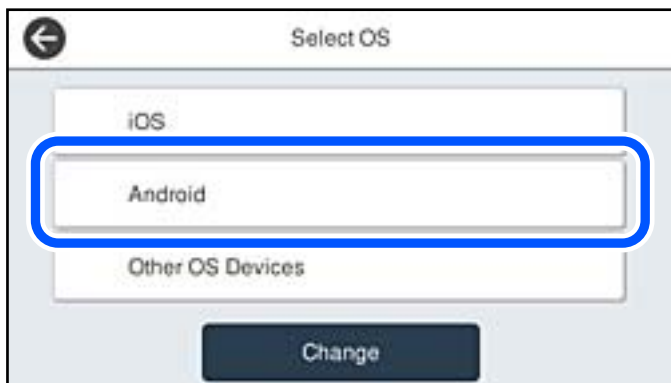 Select OS
iOS
Android
Other OS Devices
Change